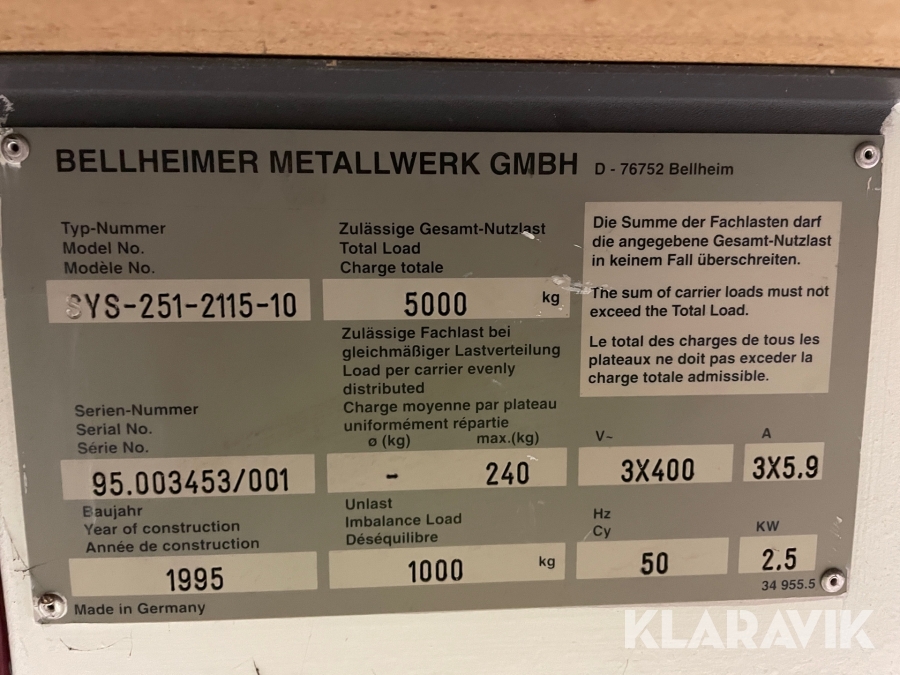 BELLHEIMER METALLWERK GMBH D - 76752 Bellheim
Typ-Nummer
Model No.
Modèle No.
SYS-251-2115-10
Zulässige Gesamt-Nutzlast
Total Load
Charge totale
5000 kg
Die Summe der Fachlasten darf
die angegebene Gesamt-Nutzlast
in keinem Fall überschreiten.
The sum of carrier loads must not
exceed the Total Load.
Le total des charges de tous les
plateaux ne doit pas exceder la
charge totale admissible.
Zulässige Fachlast bei
gleichmäßiger Lastverteilung
Load per carrier evenly
distributed
Charge moyenne par plateau
uniformément répartie
ø (kg) max.(kg)
- 240
Serien-Nummer
Serial No.
Série No.
95.003453/001
V~
3X400
A
3X5.9
Baujahr
Year of construction
Année de construction
1995
Unlast
Imbalance Load
Déséquilibre
1000 kg
Hz
Cy
50
KW
2.5
34 955.5
Made in Germany
KLARAVIK